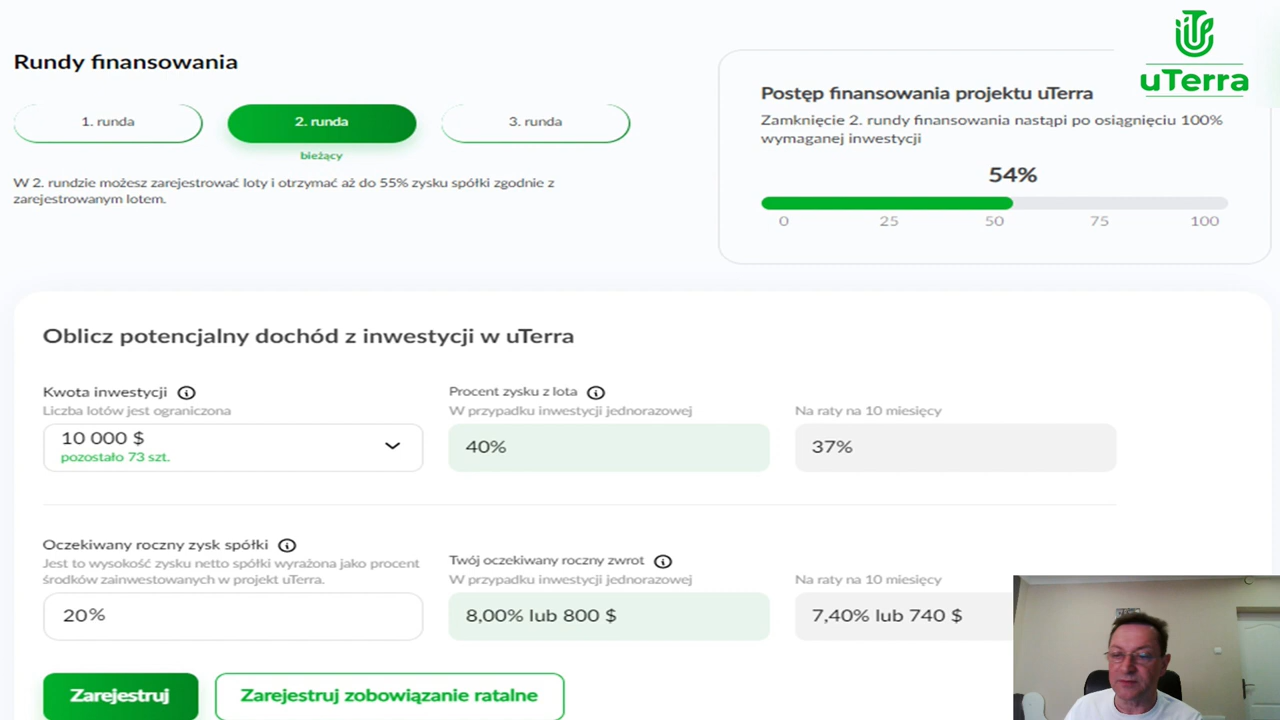 uTerra
Rundy finansowania
1. runda
2. runda
3. runda
bieżący
W 2. rundzie możesz zarejestrować loty i otrzymać aż do 55% zysku spółki zgodnie z
zarejestrowanym lotem.
Postęp finansowania projektu uTerra
Zamknięcie 2. rundy finansowania nastąpi po osiągnięciu 100%
wymaganej inwestycji
54%
0 25 50 75 100
Oblicz potencjalny dochód z inwestycji w uTerra
Kwota inwestycji
Liczba lotów jest ograniczona
10 000 $
pozostało 73 szt.
Procent zysku z lota
W przypadku inwestycji jednorazowej
40%
Na raty na 10 miesięcy
37%
Oczekiwany roczny zysk spółki
Jest to wysokość zysku netto spółki wyrażona jako procent
środków zainwestowanych w projekt uTerra.
20%
Twój oczekiwany roczny zwrot
W przypadku inwestycji jednorazowej
8,00% lub 800 $
Na raty na 10 miesięcy
7,40% lub 740 $
Zarejestruj
Zarejestruj zobowiązanie ratalne